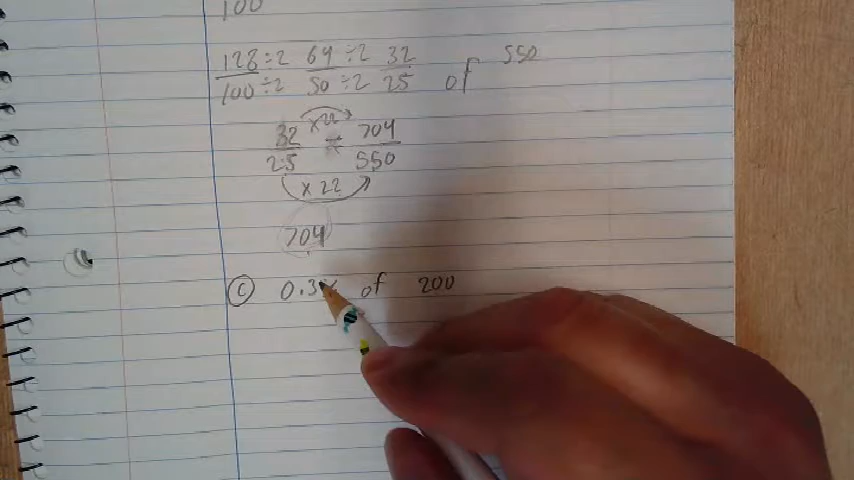 100
128 ÷2 64 ÷2 32
100 ÷2 50 ÷2 25 of 550
x22
32 = 704
25 550
x 22
704
C 0.3% of 200